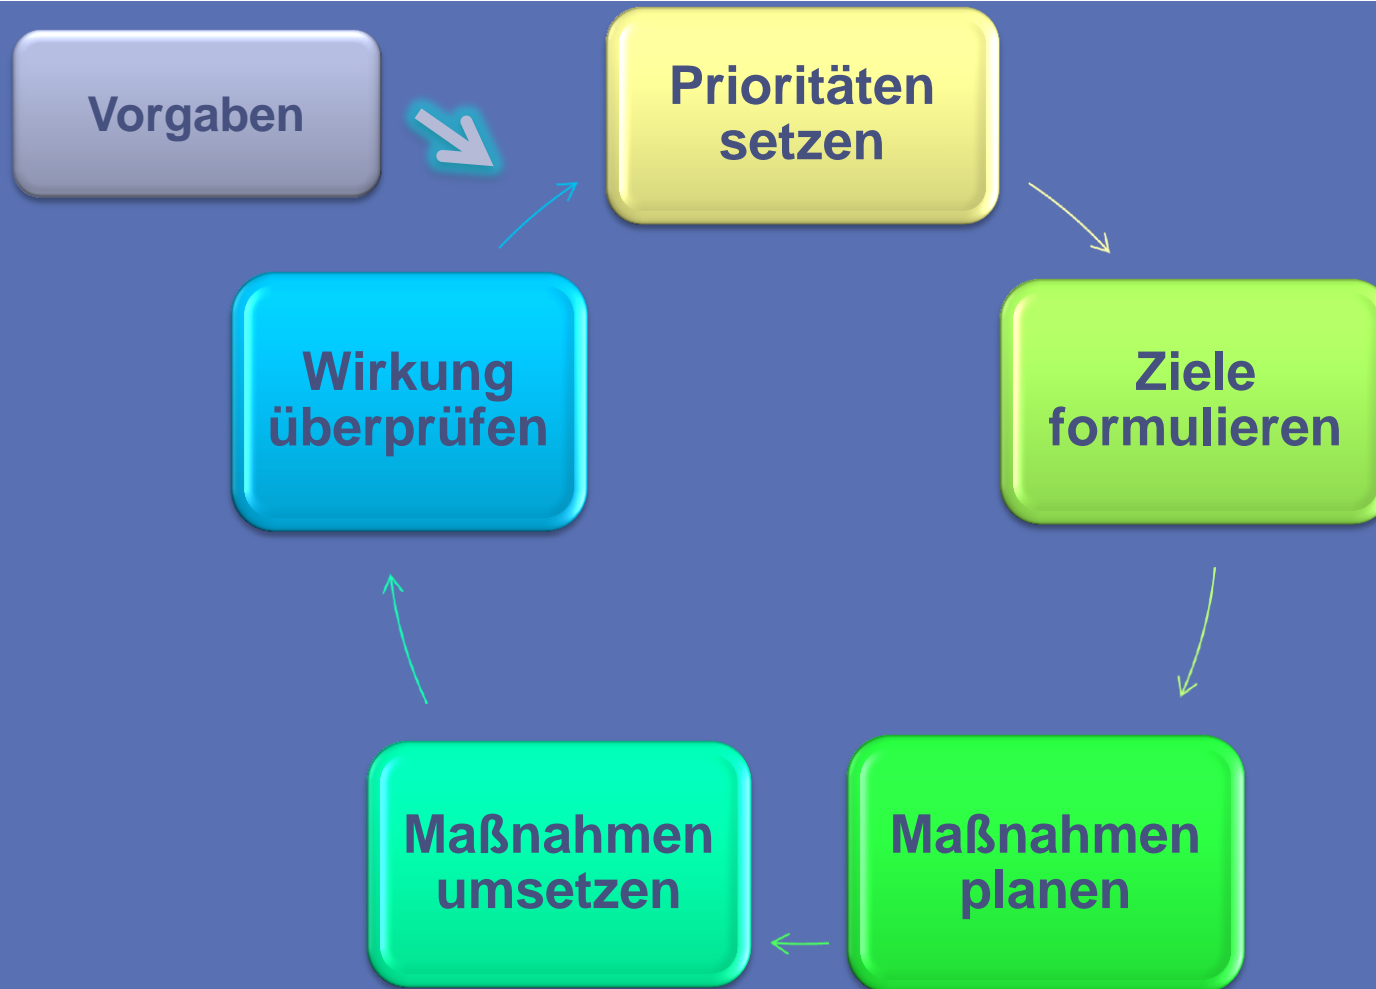 Vorgaben
Prioritäten
setzen
Ziele
formulieren
Maßnahmen
planen
Maßnahmen
umsetzen
Wirkung
überprüfen